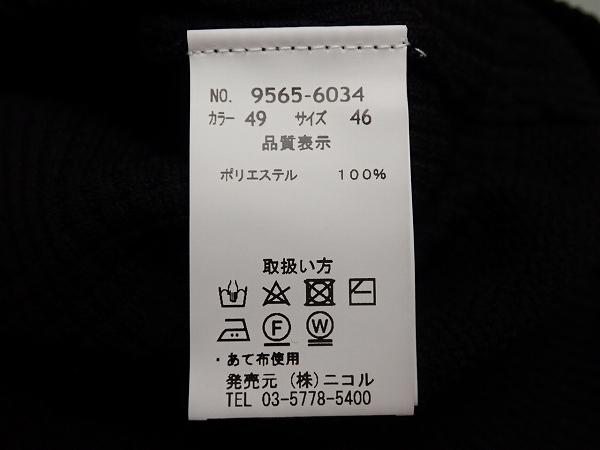 NO. 9565-6034
カラー 49 サイズ 46
品質表示
ポリエステル 100%
取扱い方
F W
・あて布使用
発売元 (株)ニコル
TEL 03-5778-5400